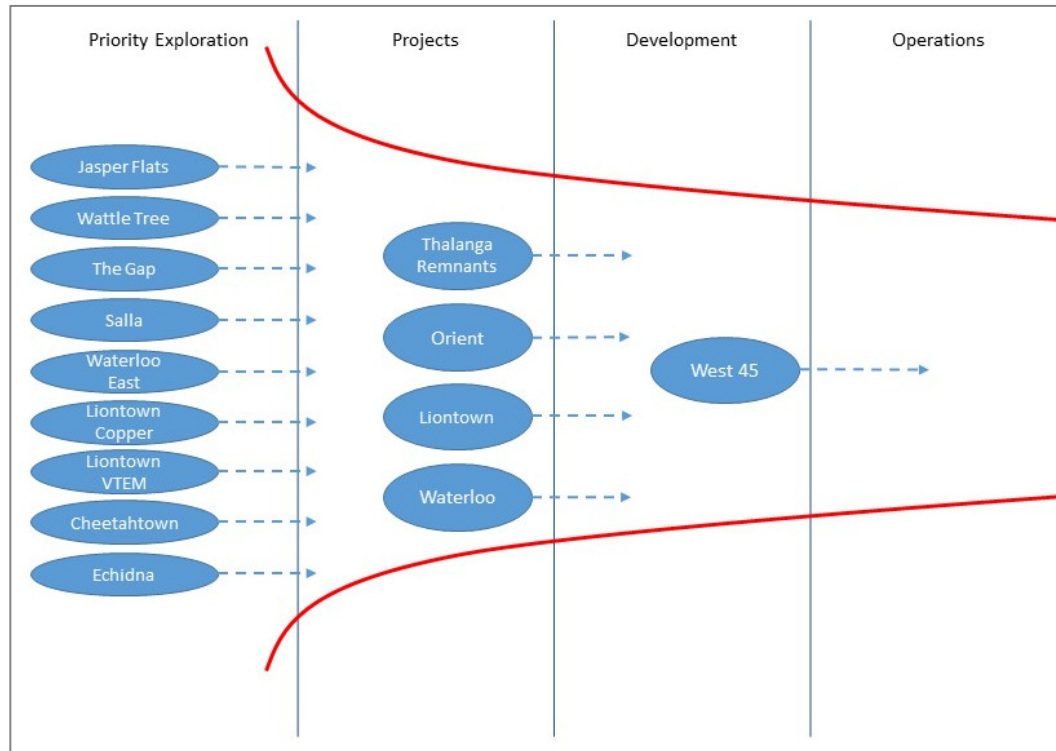 Priority Exploration
Projects
Development
Operations
Jasper Flats
Wattle Tree
The Gap
Salla
Waterloo
East
Liontown
Copper
Liontown
VTEM
Cheetahtown
Echidna
Thalanga
Remnants
Orient
Liontown
Waterloo
West 45